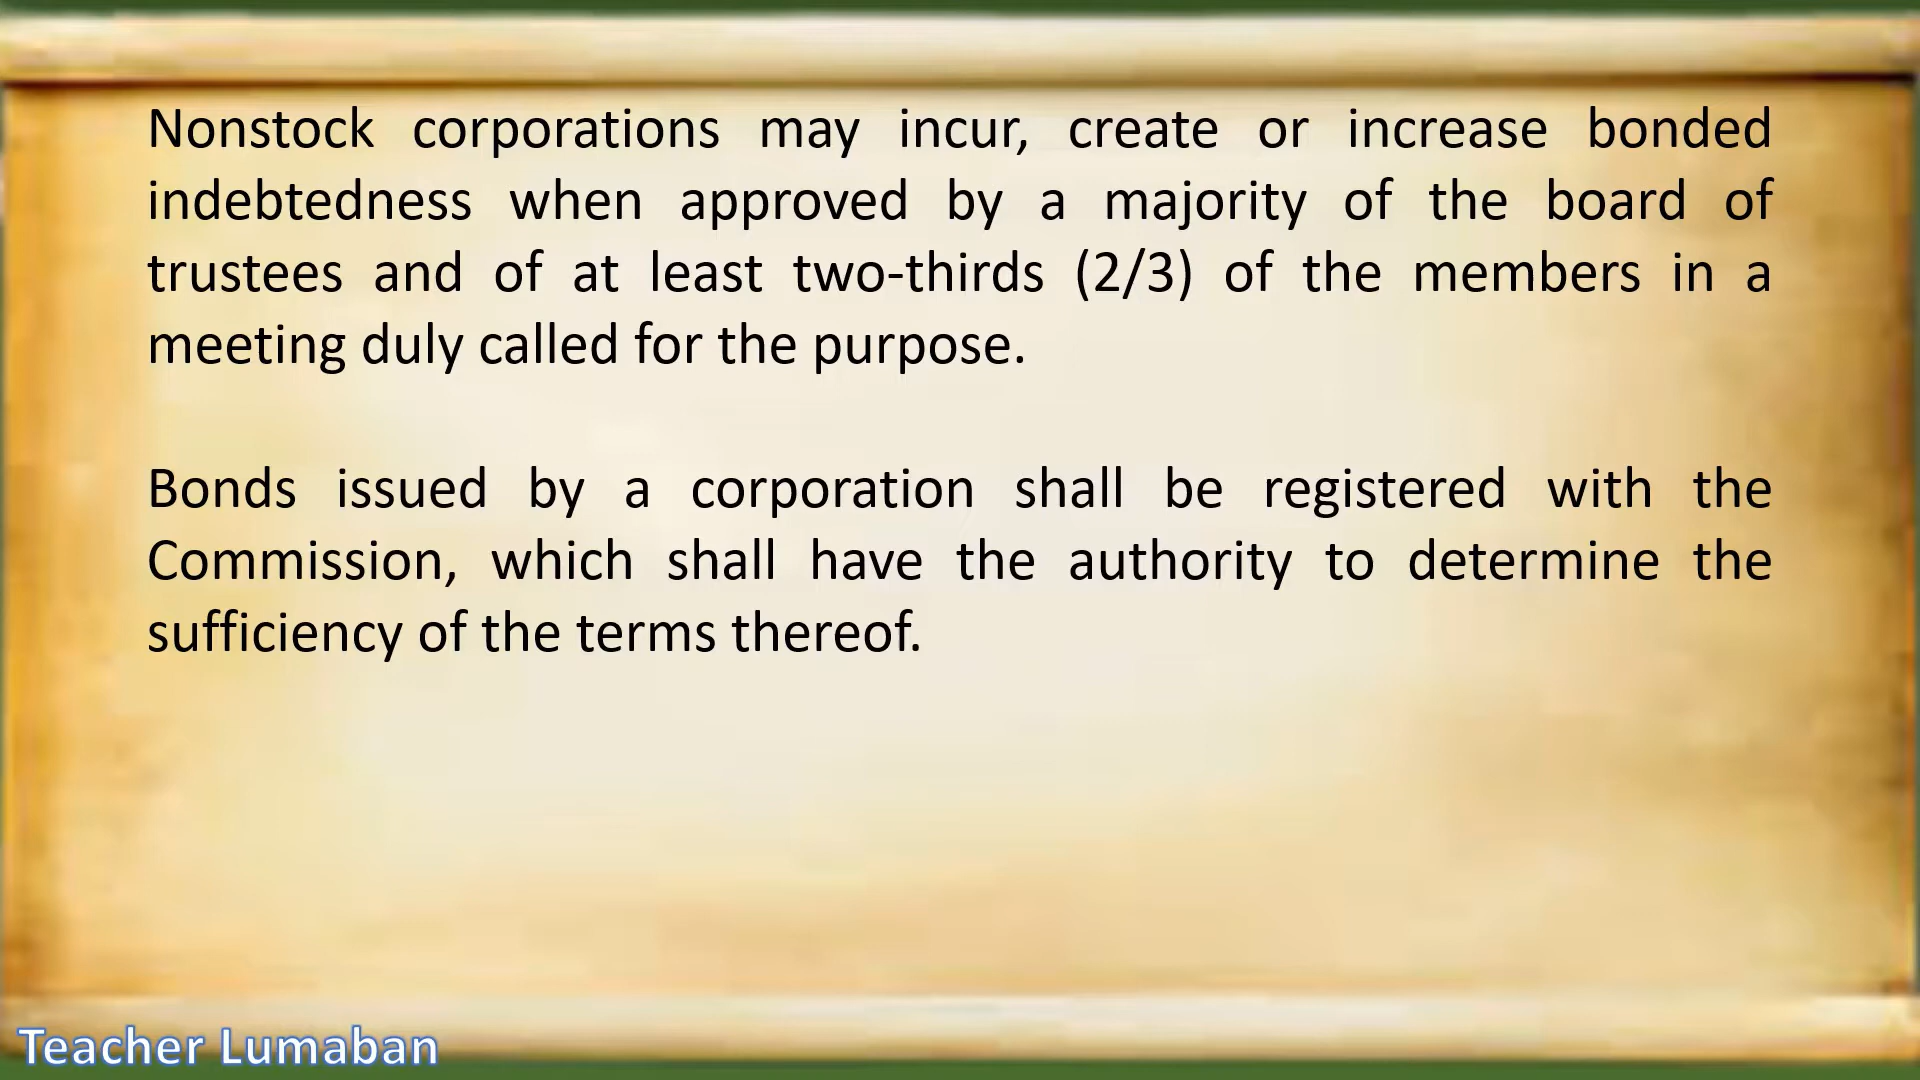 Nonstock corporations may incur, create or increase bonded
indebtedness when approved by a majority of the board of
trustees and of at least two-thirds (2/3) of the members in a
meeting duly called for the purpose.
Bonds issued by a corporation shall be registered with the
Commission, which shall have the authority to determine the
sufficiency of the terms thereof.
Teacher Lumaban